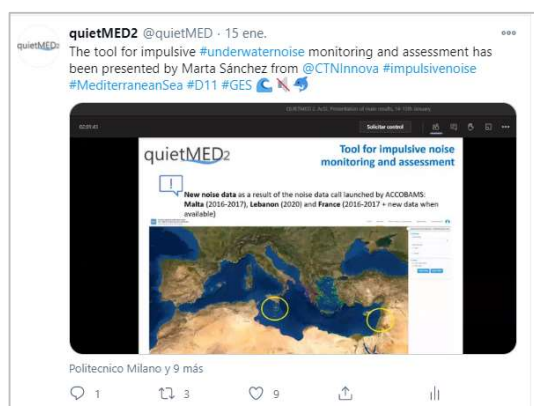 quietMED2 @quietMED · 15 ene.
quietMED2
The tool for impulsive #underwaternoise monitoring and assessment has
been presented by Marta Sánchez from @CTNInnova #impulsivenoise
#MediterraneanSea #D11 #GES
Solicitar control
quietMED2
Tool for impulsive noise
monitoring and assessment
New noise data as a result of the noise data call launched by ACCOBAMS:
Malta (2016-2017), Lebanon (2020) and France (2016-2017 + new data when
available)
Politecnico Milano y 9 más
1 3 9